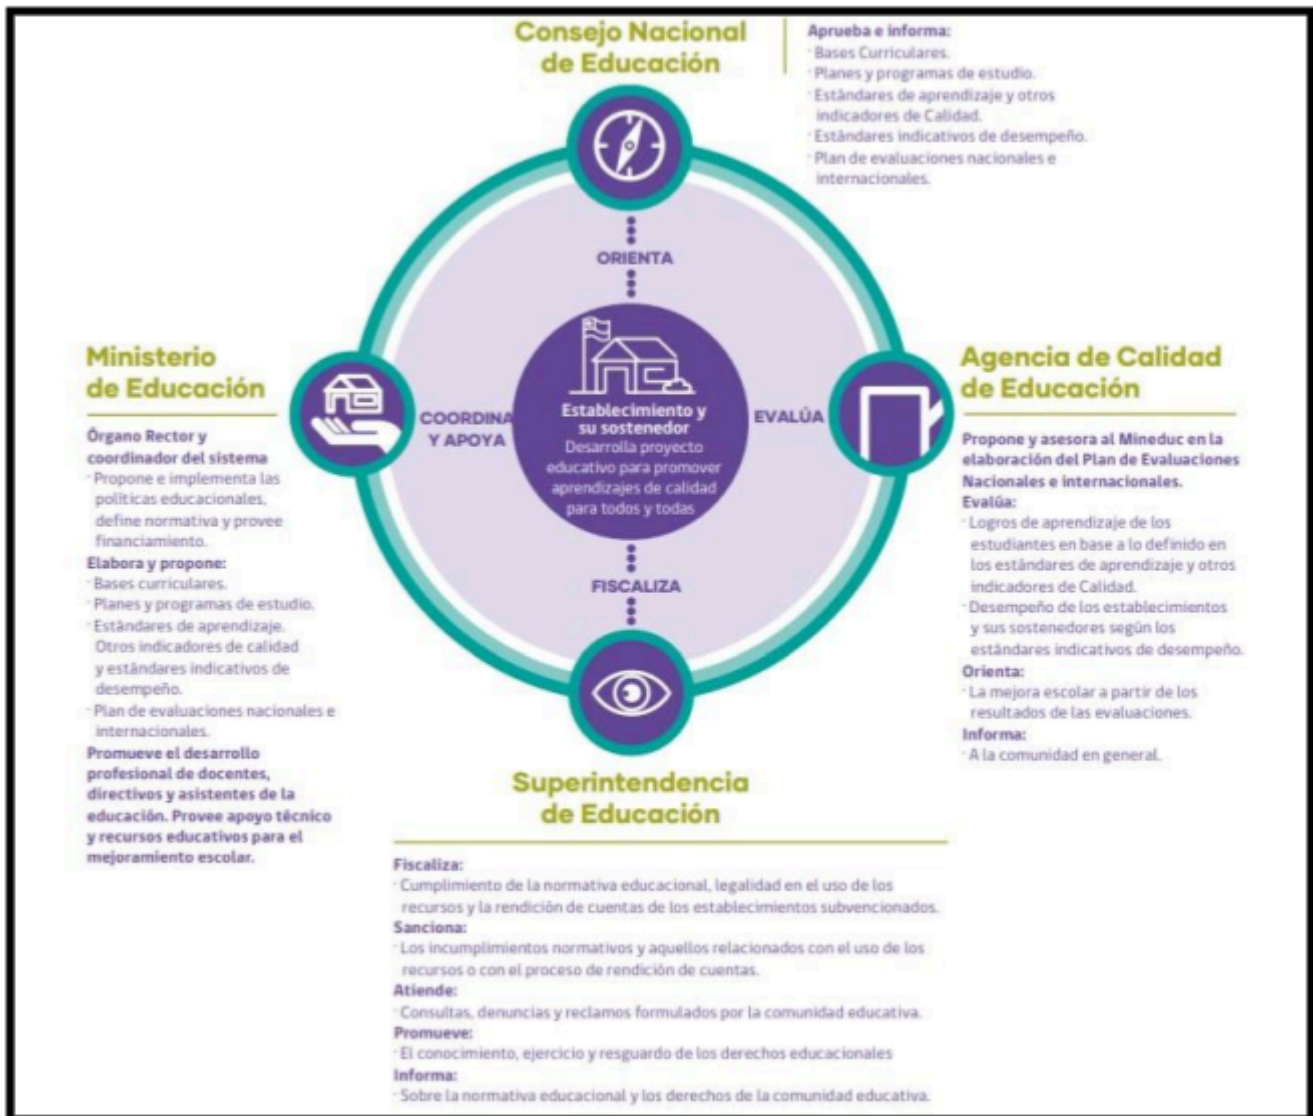 Consejo Nacional
de Educación
Aprueba e informa:
· Bases Curriculares.
· Planes y programas de estudio.
· Estándares de aprendizaje y otros
indicadores de Calidad.
· Estándares indicativos de desempeño.
· Plan de evaluaciones nacionales e
internacionales.
ORIENTA
Ministerio
de Educación
Órgano Rector y
coordinador del sistema
· Propone e implementa las
políticas educacionales,
define normativa y provee
financiamiento.
Elabora y propone:
· Bases curriculares.
· Planes y programas de estudio.
· Estándares de aprendizaje.
Otros indicadores de calidad
y estándares indicativos de
desempeño.
· Plan de evaluaciones nacionales e
internacionales.
Promueve el desarrollo
profesional de docentes,
directivos y asistentes de la
educación. Provee apoyo técnico
y recursos educativos para el
mejoramiento escolar.
COORDINA
Y APOYA
Establecimiento y
su sostenedor
Desarrolla proyecto
educativo para promover
aprendizajes de calidad
para todos y todas
EVALÚA
Agencia de Calidad
de Educación
Propone y asesora al Mineduc en la
elaboración del Plan de Evaluaciones
Nacionales e internacionales.
Evalúa:
· Logros de aprendizaje de los
estudiantes en base a lo definido en
los estándares de aprendizaje y otros
indicadores de Calidad.
· Desempeño de los establecimientos
y sus sostenedores según los
estándares indicativos de desempeño.
Orienta:
· La mejora escolar a partir de los
resultados de las evaluaciones.
Informa:
· A la comunidad en general.
FISCALIZA
Superintendencia
de Educación
Fiscaliza:
· Cumplimiento de la normativa educacional, legalidad en el uso de los
recursos y la rendición de cuentas de los establecimientos subvencionados.
Sanciona:
· Los incumplimientos normativos y aquellos relacionados con el uso de los
recursos o con el proceso de rendición de cuentas.
Atiende:
· Consultas, denuncias y reclamos formulados por la comunidad educativa.
Promueve:
· El conocimiento, ejercicio y resguardo de los derechos educacionales
Informa:
· Sobre la normativa educacional y los derechos de la comunidad educativa.